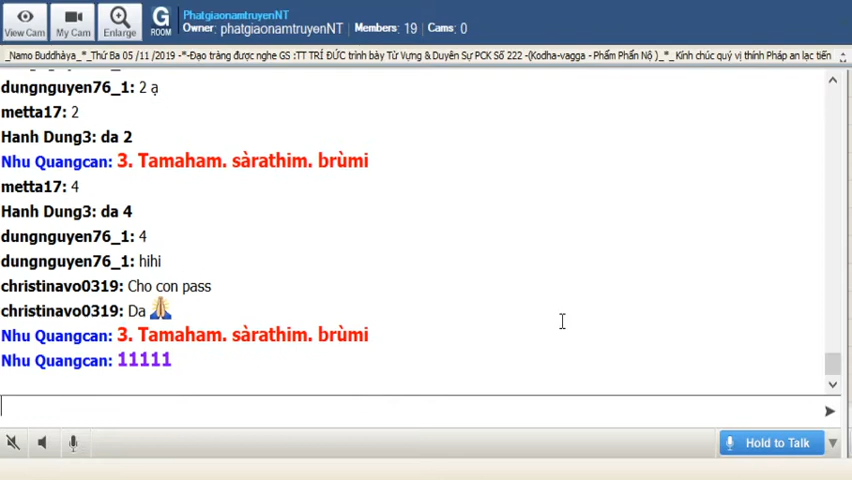 View Cam
My Cam
Enlarge
G
ROOM
PhatgiaonamtruyenNT
Owner: phatgiaonamtruyenNT | Members: 19 | Cams: 0
_Namo Buddhàya_*_Thứ Ba 05 /11 /2019 -*-Đạo tràng được nghe GS :TT TRÍ ĐỨC trình bày Từ Vựng & Duyên Sự PCK Số 222 -(Kodha-vagga - Phẩm Phẫn Nộ )_*_ Kính chúc quý vị thính Pháp an lạc tiến
dungnguyen76_1: 2 ạ
metta17: 2
Hanh Dung3: da 2
Nhu Quangcan: 3. Tamaham. sàrathim. brùmi
metta17: 4
Hanh Dung3: da 4
dungnguyen76_1: 4
dungnguyen76_1: hihi
christinavo0319: Cho con pass
christinavo0319: Da 🙏
Nhu Quangcan: 3. Tamaham. sàrathim. brùmi
Nhu Quangcan: 11111
Hold to Talk